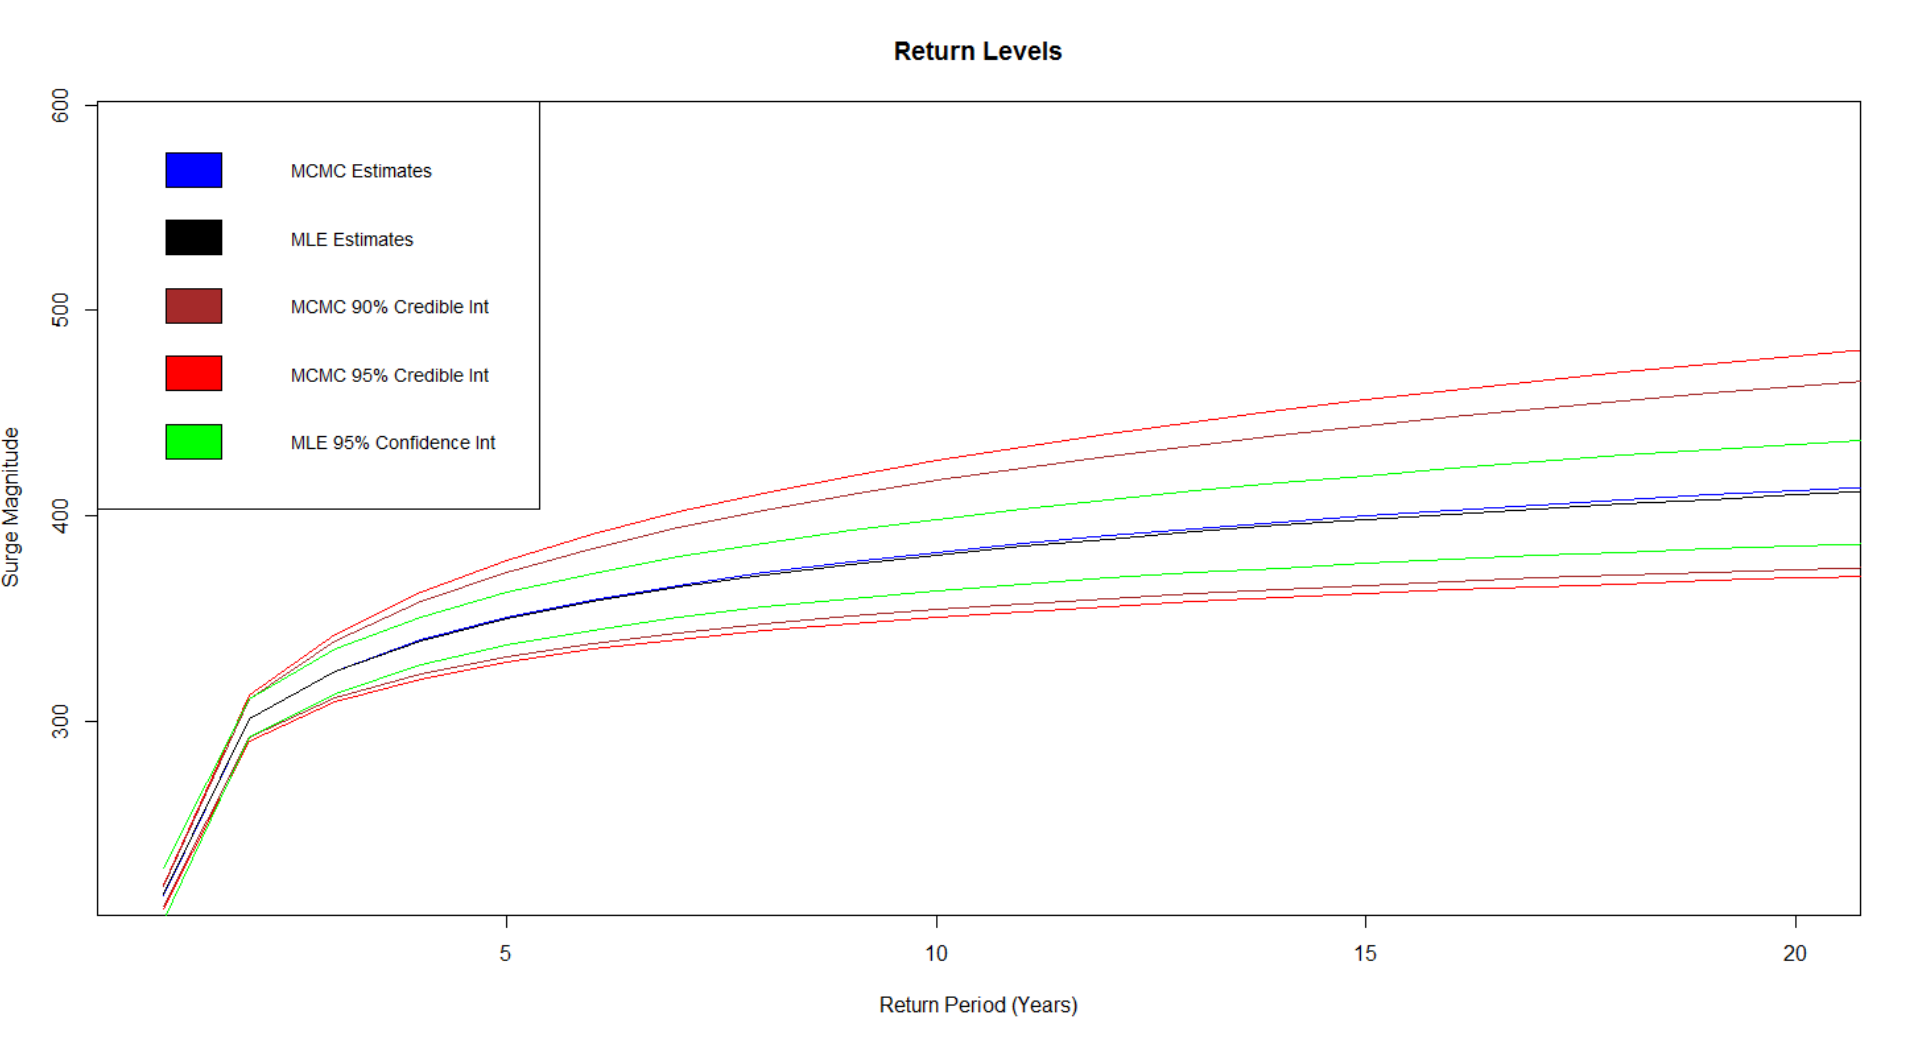 Return Levels
600
500
400
300
Surge Magnitude
MCMC Estimates
MLE Estimates
MCMC 90% Credible Int
MCMC 95% Credible Int
MLE 95% Confidence Int
5
10
15
20
Return Period (Years)